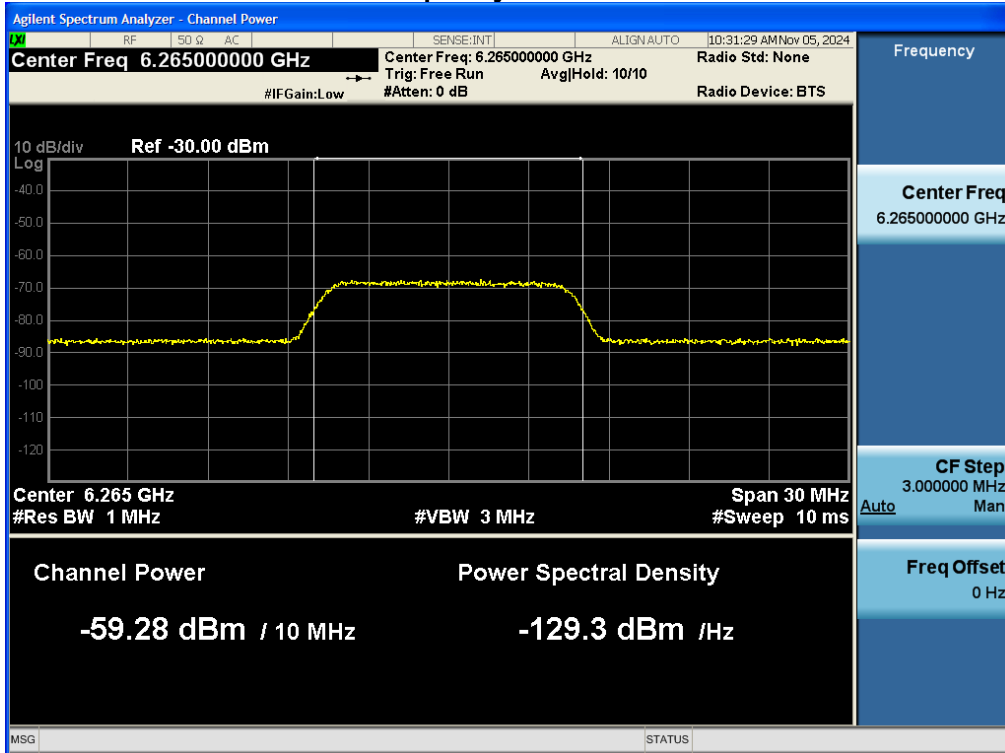 Agilent Spectrum Analyzer - Channel Power
LXI RF 50 Ω AC SENSE:INT ALIGN AUTO 10:31:29 AM Nov 05, 2024
Center Freq 6.265000000 GHz
Center Freq: 6.265000000 GHz Radio Std: None
Trig: Free Run Avg|Hold: 10/10
#IFGain:Low #Atten: 0 dB Radio Device: BTS
10 dB/div Ref -30.00 dBm
Log
-40.0
-50.0
-60.0
-70.0
-80.0
-90.0
-100
-110
-120
Center 6.265 GHz Span 30 MHz
#Res BW 1 MHz #VBW 3 MHz #Sweep 10 ms
Channel Power Power Spectral Density
-59.28 dBm / 10 MHz -129.3 dBm /Hz
MSG STATUS
Frequency
Center Freq
6.265000000 GHz
CF Step
3.000000 MHz
Auto Man
Freq Offset
0 Hz